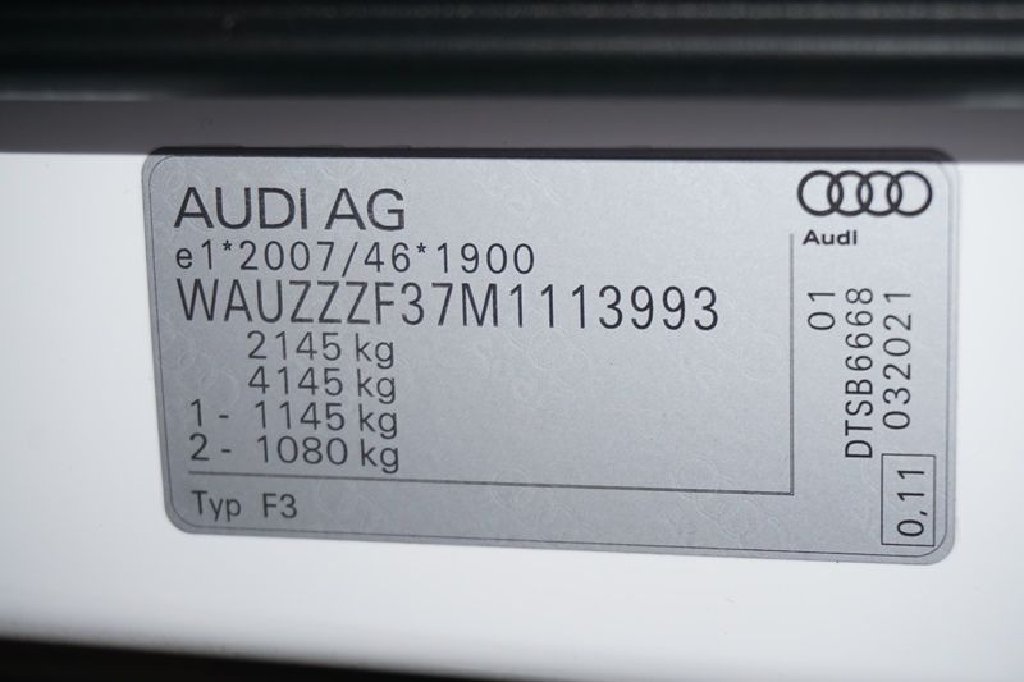 AUDI AG
e1*2007/46*1900
WAUZZZF37M1113993
2145 kg
4145 kg
1 - 1145 kg
2 - 1080 kg
Typ F3
Audi
01
DTSB6668
032021
0,11